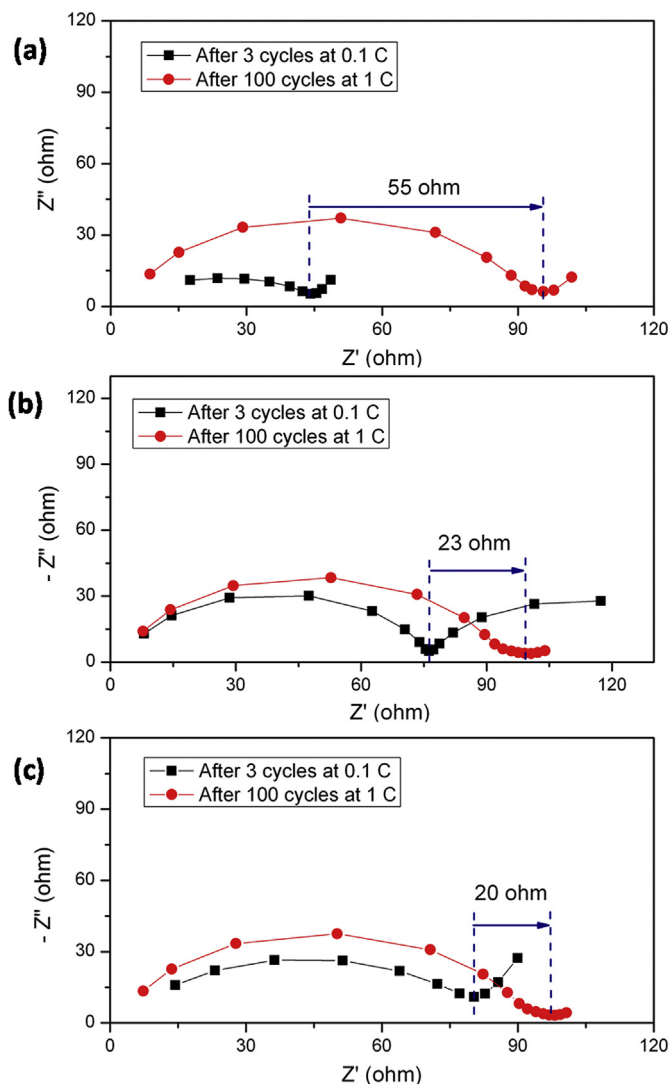 (a)
120
90
60
30
0
Z" (ohm)
After 3 cycles at 0.1 C
After 100 cycles at 1 C
55 ohm
0 30 60 90 120
Z' (ohm)
(b)
120
90
60
30
0
- Z" (ohm)
After 3 cycles at 0.1 C
After 100 cycles at 1 C
23 ohm
0 30 60 90 120
Z' (ohm)
(c)
120
90
60
30
0
- Z" (ohm)
After 3 cycles at 0.1 C
After 100 cycles at 1 C
20 ohm
0 30 60 90 120
Z' (ohm)